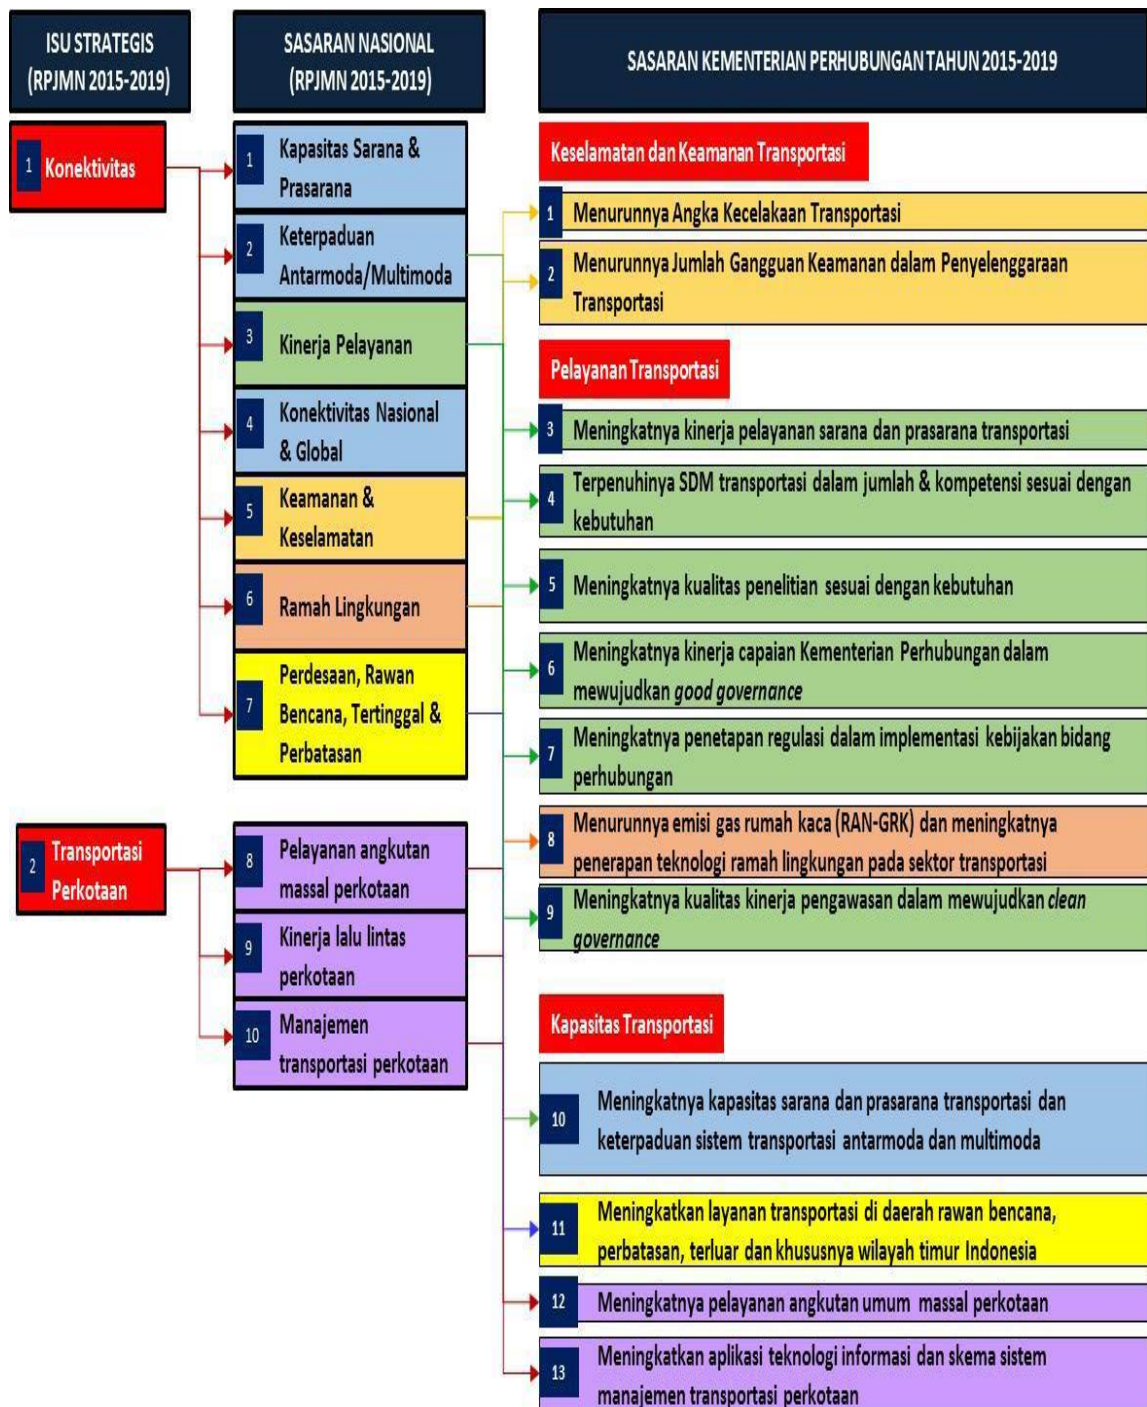 ISU STRATEGIS
(RPJMN 2015-2019)
SASARAN NASIONAL
(RPJMN 2015-2019)
SASARAN KEMENTERIAN PERHUBUNGAN TAHUN 2015-2019
1 Konektivitas
1 Kapasitas Sarana &
Prasarana
2 Keterpaduan
Antarmoda/Multimoda
3 Kinerja Pelayanan
4 Konektivitas Nasional
& Global
5 Keamanan &
Keselamatan
6 Ramah Lingkungan
7 Perdesaan, Rawan
Bencana, Tertinggal &
Perbatasan
2 Transportasi
Perkotaan
8 Pelayanan angkutan
massal perkotaan
9 Kinerja lalu lintas
perkotaan
10 Manajemen
transportasi perkotaan
Keselamatan dan Keamanan Transportasi
1 Menurunnya Angka Kecelakaan Transportasi
2 Menurunnya Jumlah Gangguan Keamanan dalam Penyelenggaraan
Transportasi
Pelayanan Transportasi
3 Meningkatnya kinerja pelayanan sarana dan prasarana transportasi
4 Terpenuhinya SDM transportasi dalam jumlah & kompetensi sesuai dengan
kebutuhan
5 Meningkatnya kualitas penelitian sesuai dengan kebutuhan
6 Meningkatnya kinerja capaian Kementerian Perhubungan dalam
mewujudkan good governance
7 Meningkatnya penetapan regulasi dalam implementasi kebijakan bidang
perhubungan
8 Menurunnya emisi gas rumah kaca (RAN-GRK) dan meningkatnya
penerapan teknologi ramah lingkungan pada sektor transportasi
9 Meningkatnya kualitas kinerja pengawasan dalam mewujudkan clean
governance
Kapasitas Transportasi
10 Meningkatnya kapasitas sarana dan prasarana transportasi dan
keterpaduan sistem transportasi antarmoda dan multimoda
11 Meningkatkan layanan transportasi di daerah rawan bencana,
perbatasan, terluar dan khususnya wilayah timur Indonesia
12 Meningkatnya pelayanan angkutan umum massal perkotaan
13 Meningkatkan aplikasi teknologi informasi dan skema sistem
manajemen transportasi perkotaan